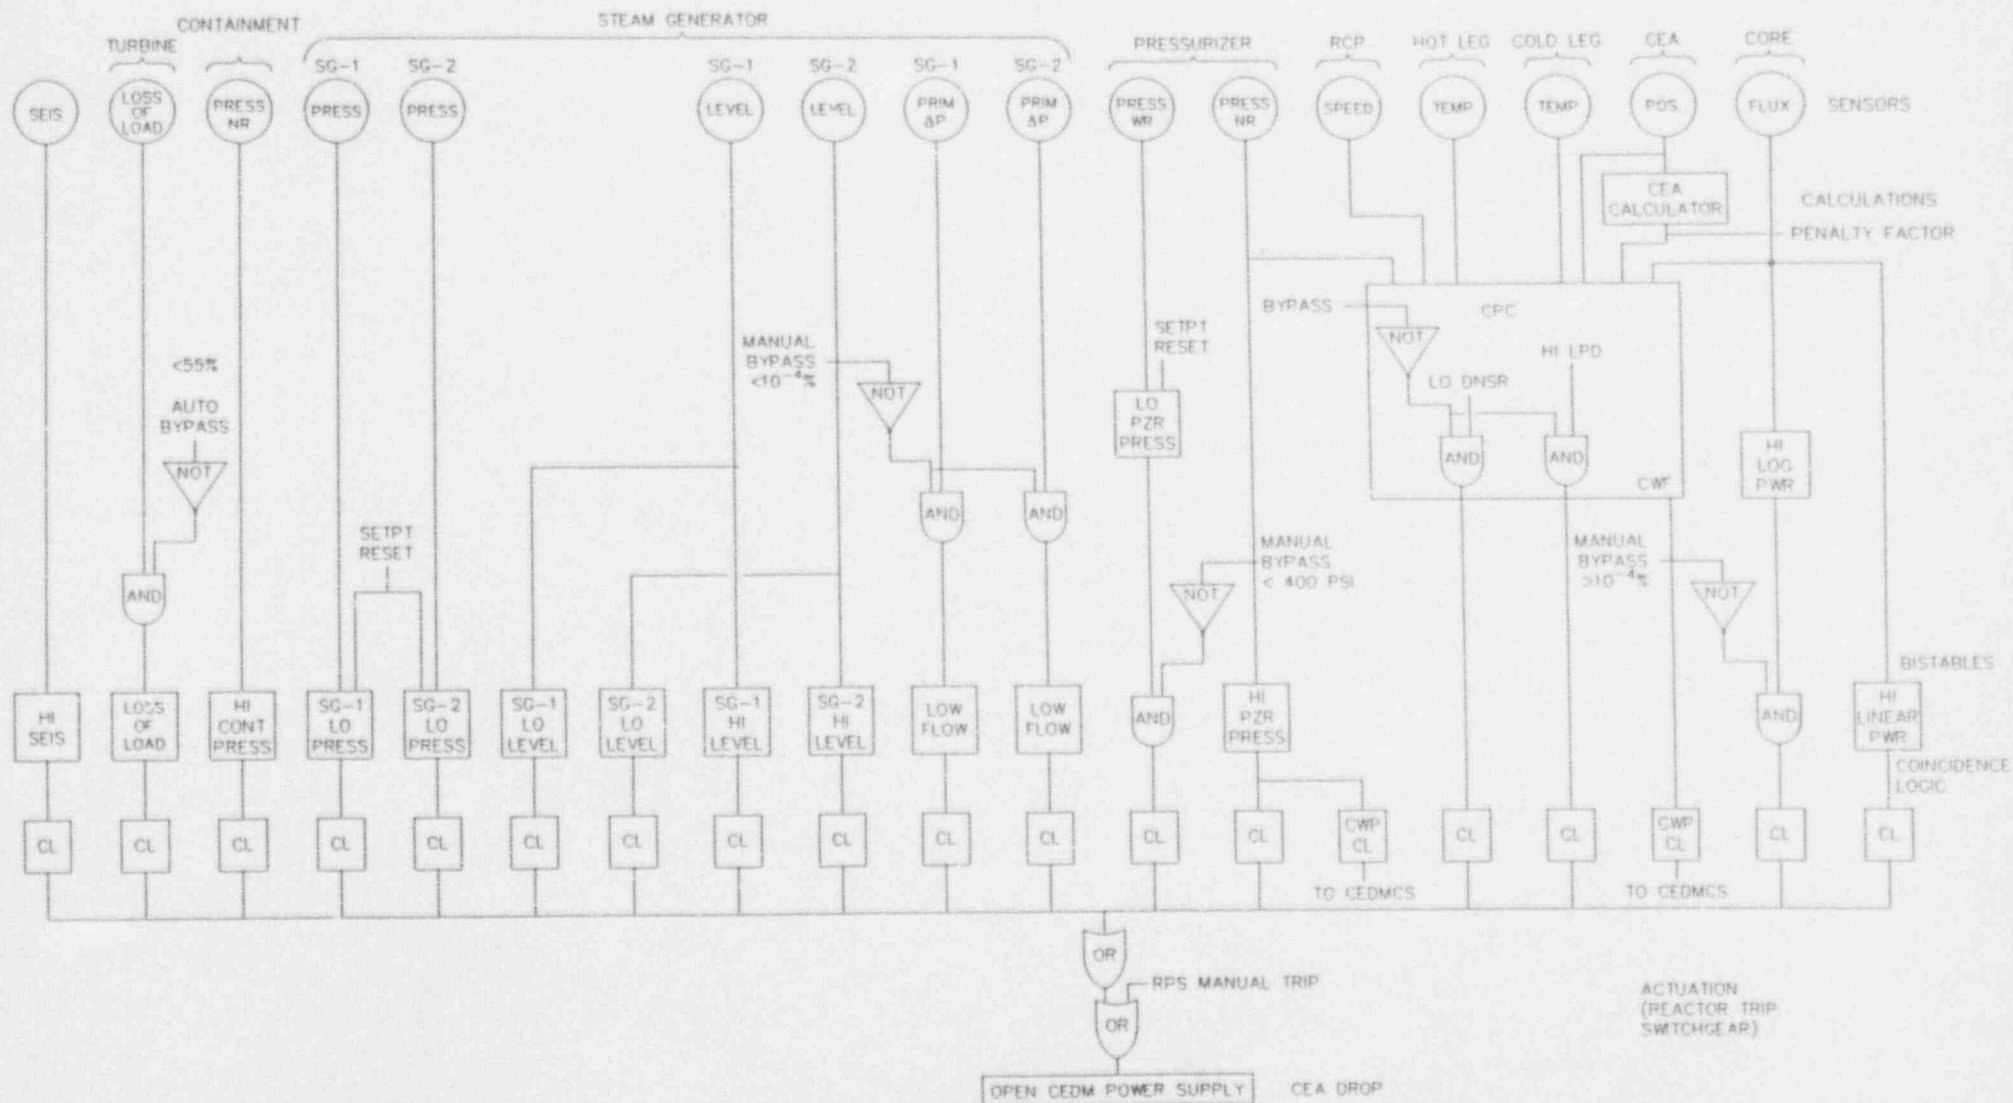 STEAM GENERATOR
CONTAINMENT
TURBINE
PRESSURIZER
RCP
HOT LEG
COLD LEG
CEA
CORE
SG-1
SG-2
SG-1
SG-2
SG-1
SG-2
SEIS
LOSS
OF
LOAD
PRESS
NR
PRESS
PRESS
LEVEL
LEVEL
PRIM
ΔP
PRIM
ΔP
PRESS
WR
PRESS
NR
SPEED
TEMP
TEMP
POS
FLUX
SENSORS
CEA
CALCULATOR
CALCULATIONS
PENALTY FACTOR
BYPASS
CPC
NOT
HI LPD
LO DNSR
AND
AND
CWF
SETPT
RESET
LO
PZR
PRESS
MANUAL
BYPASS
<10⁻⁴%
NOT
AND
AND
<55%
AUTO
BYPASS
NOT
AND
SETPT
RESET
HI
LOG
PWR
MANUAL
BYPASS
< 400 PSI
NOT
MANUAL
BYPASS
>10⁻⁴%
NOT
BISTABLES
HI
SEIS
LOSS
OF
LOAD
HI
CONT
PRESS
SG-1
LO
PRESS
SG-2
LO
PRESS
SG-1
LO
LEVEL
SG-2
LO
LEVEL
SG-1
HI
LEVEL
SG-2
HI
LEVEL
LOW
FLOW
LOW
FLOW
AND
HI
PZR
PRESS
AND
HI
LINEAR
PWR
COINCIDENCE
LOGIC
CL
CL
CL
CL
CL
CL
CL
CL
CL
CL
CL
CL
CL
CWP
CL
CL
CL
CWP
CL
CL
CL
TO CEDMCS
TO CEDMCS
OR
RPS MANUAL TRIP
OR
ACTUATION
(REACTOR TRIP
SWITCHGEAR)
OPEN CEDM POWER SUPPLY
CEA DROP